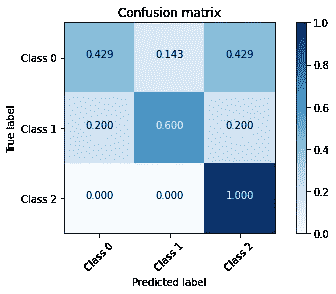 Confusion matrix
1.0
Class 0 0.429 0.143 0.429
0.8
0.6
True label
Class 1 0.200 0.600 0.200
0.4
0.2
Class 2 0.000 0.000 1.000
0.0
Class 0 Class 1 Class 2
Predicted label